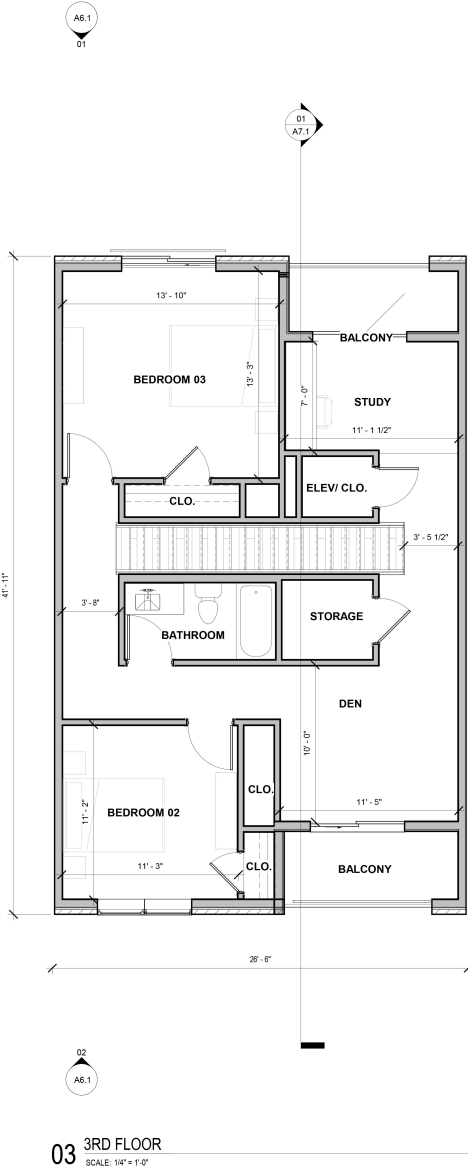 A6.1
01
01
A7.1
13' - 10"
BALCONY
BEDROOM 03
13' - 3"
7' - 0"
STUDY
11' - 1 1/2"
ELEV/ CLO.
CLO.
3' - 5 1/2"
41' - 11"
3' - 8"
STORAGE
BATHROOM
DEN
10' - 0"
CLO.
11' - 5"
11' - 2"
BEDROOM 02
11' - 3"
CLO.
BALCONY
26' - 6"
02
A6.1
03 3RD FLOOR
SCALE: 1/4" = 1'-0"